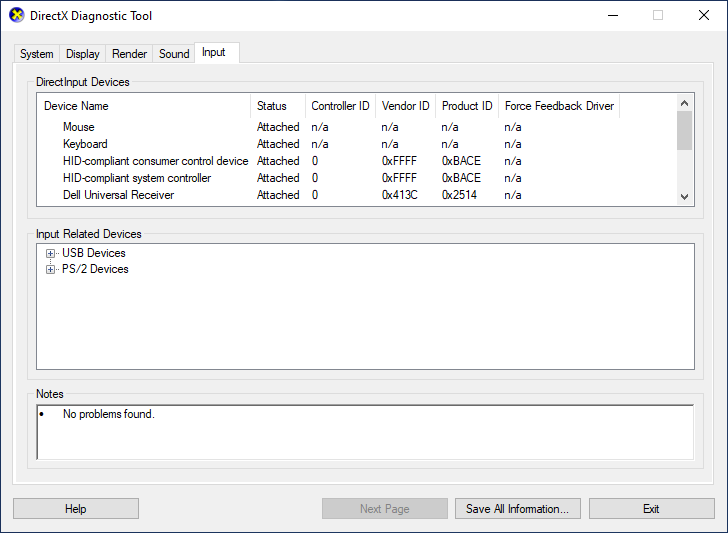 DirectX Diagnostic Tool
System Display Render Sound Input
DirectInput Devices
Device Name Status Controller ID Vendor ID Product ID Force Feedback Driver
Mouse Attached n/a n/a n/a n/a
Keyboard Attached n/a n/a n/a n/a
HID-compliant consumer control device Attached 0 0xFFFF 0xBACE n/a
HID-compliant system controller Attached 0 0xFFFF 0xBACE n/a
Dell Universal Receiver Attached 0 0x413C 0x2514 n/a
Input Related Devices
USB Devices
PS/2 Devices
Notes
• No problems found.
Help Next Page Save All Information... Exit